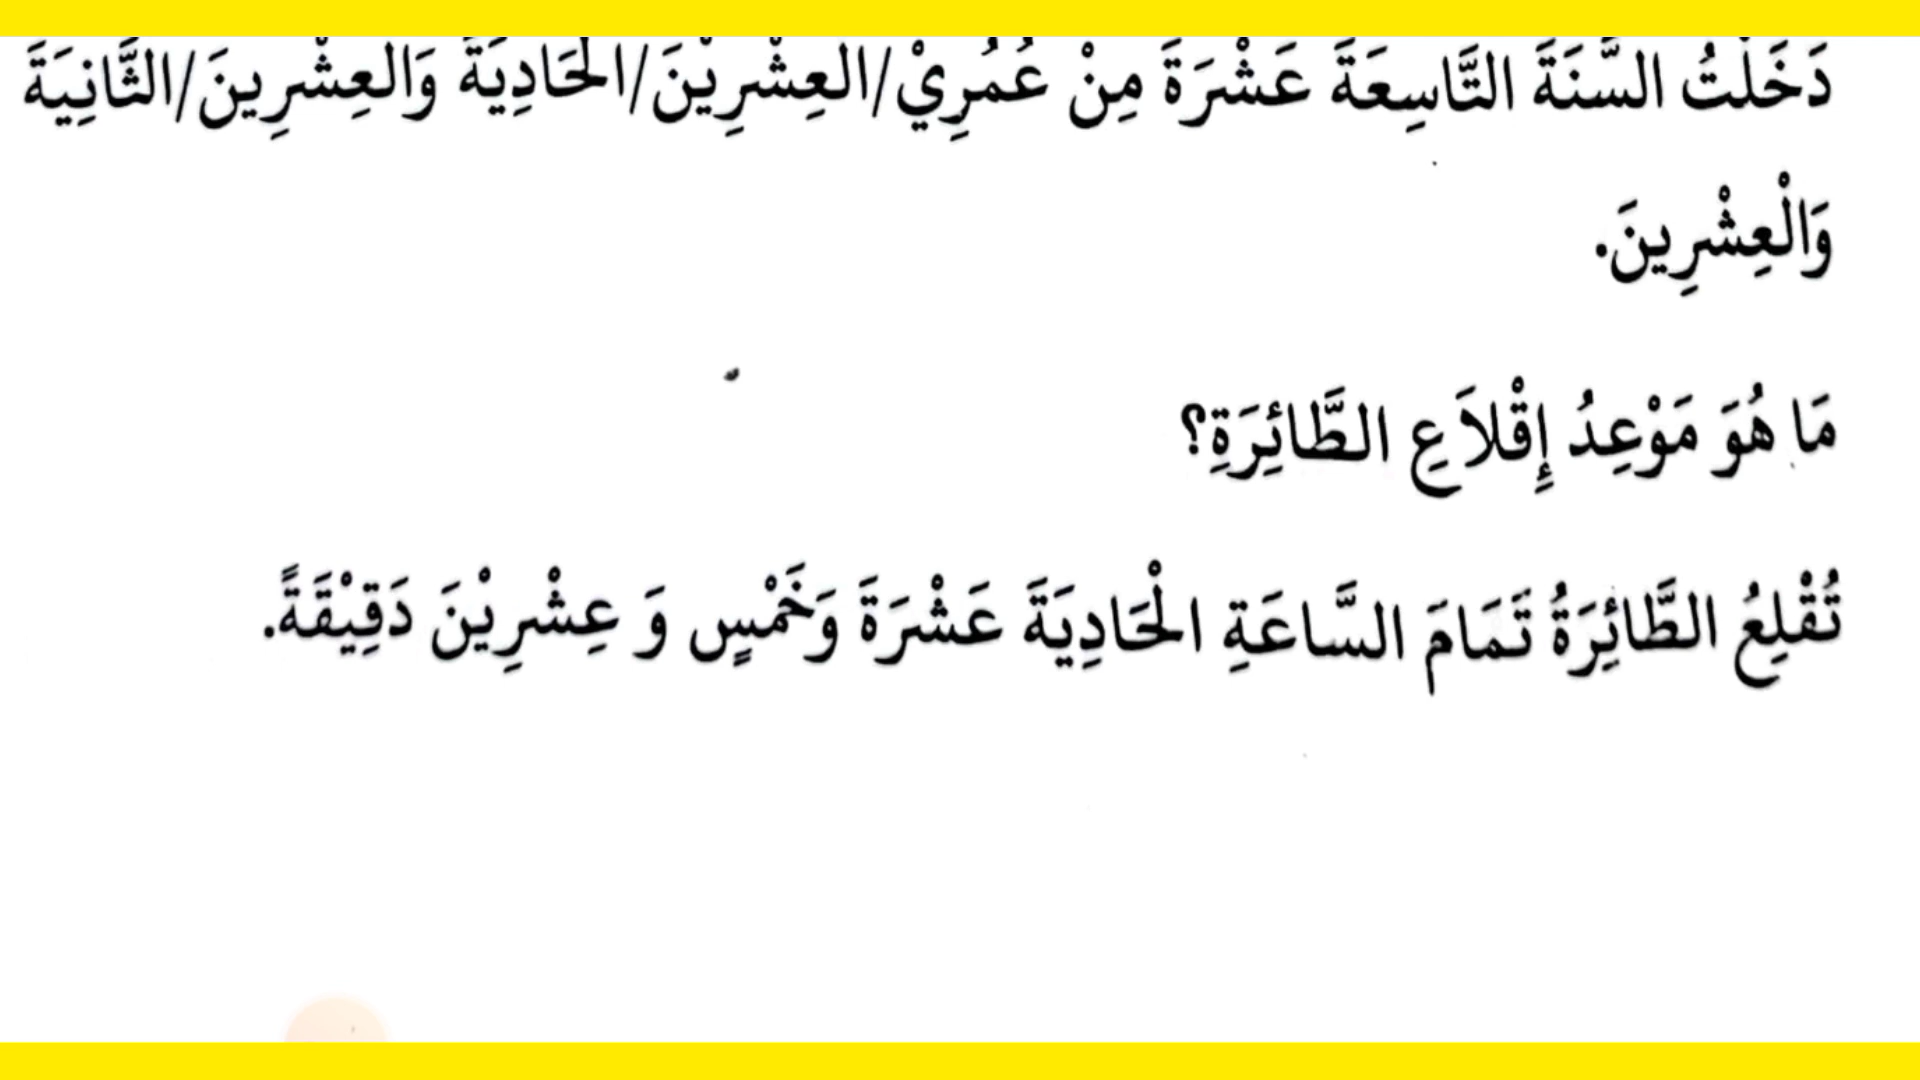 دَخَلْتُ السَّنَةَ التَّاسِعَةَ عَشْرَةَ مِنْ عُمُرِيْ/العِشْرِيْنَ/الحَادِيَةَ وَالعِشْرِينَ/الثَّانِيَةَ
وَالْعِشْرِينَ.
مَا هُوَ مَوْعِدُ إِقْلاَعِ الطَّائِرَةِ؟
تُقْلِعُ الطَّائِرَةُ تَمَامَ السَّاعَةِ الْحَادِيَةَ عَشْرَةَ وَخَمْسٍ وَ عِشْرِيْنَ دَقِيْقَةً.